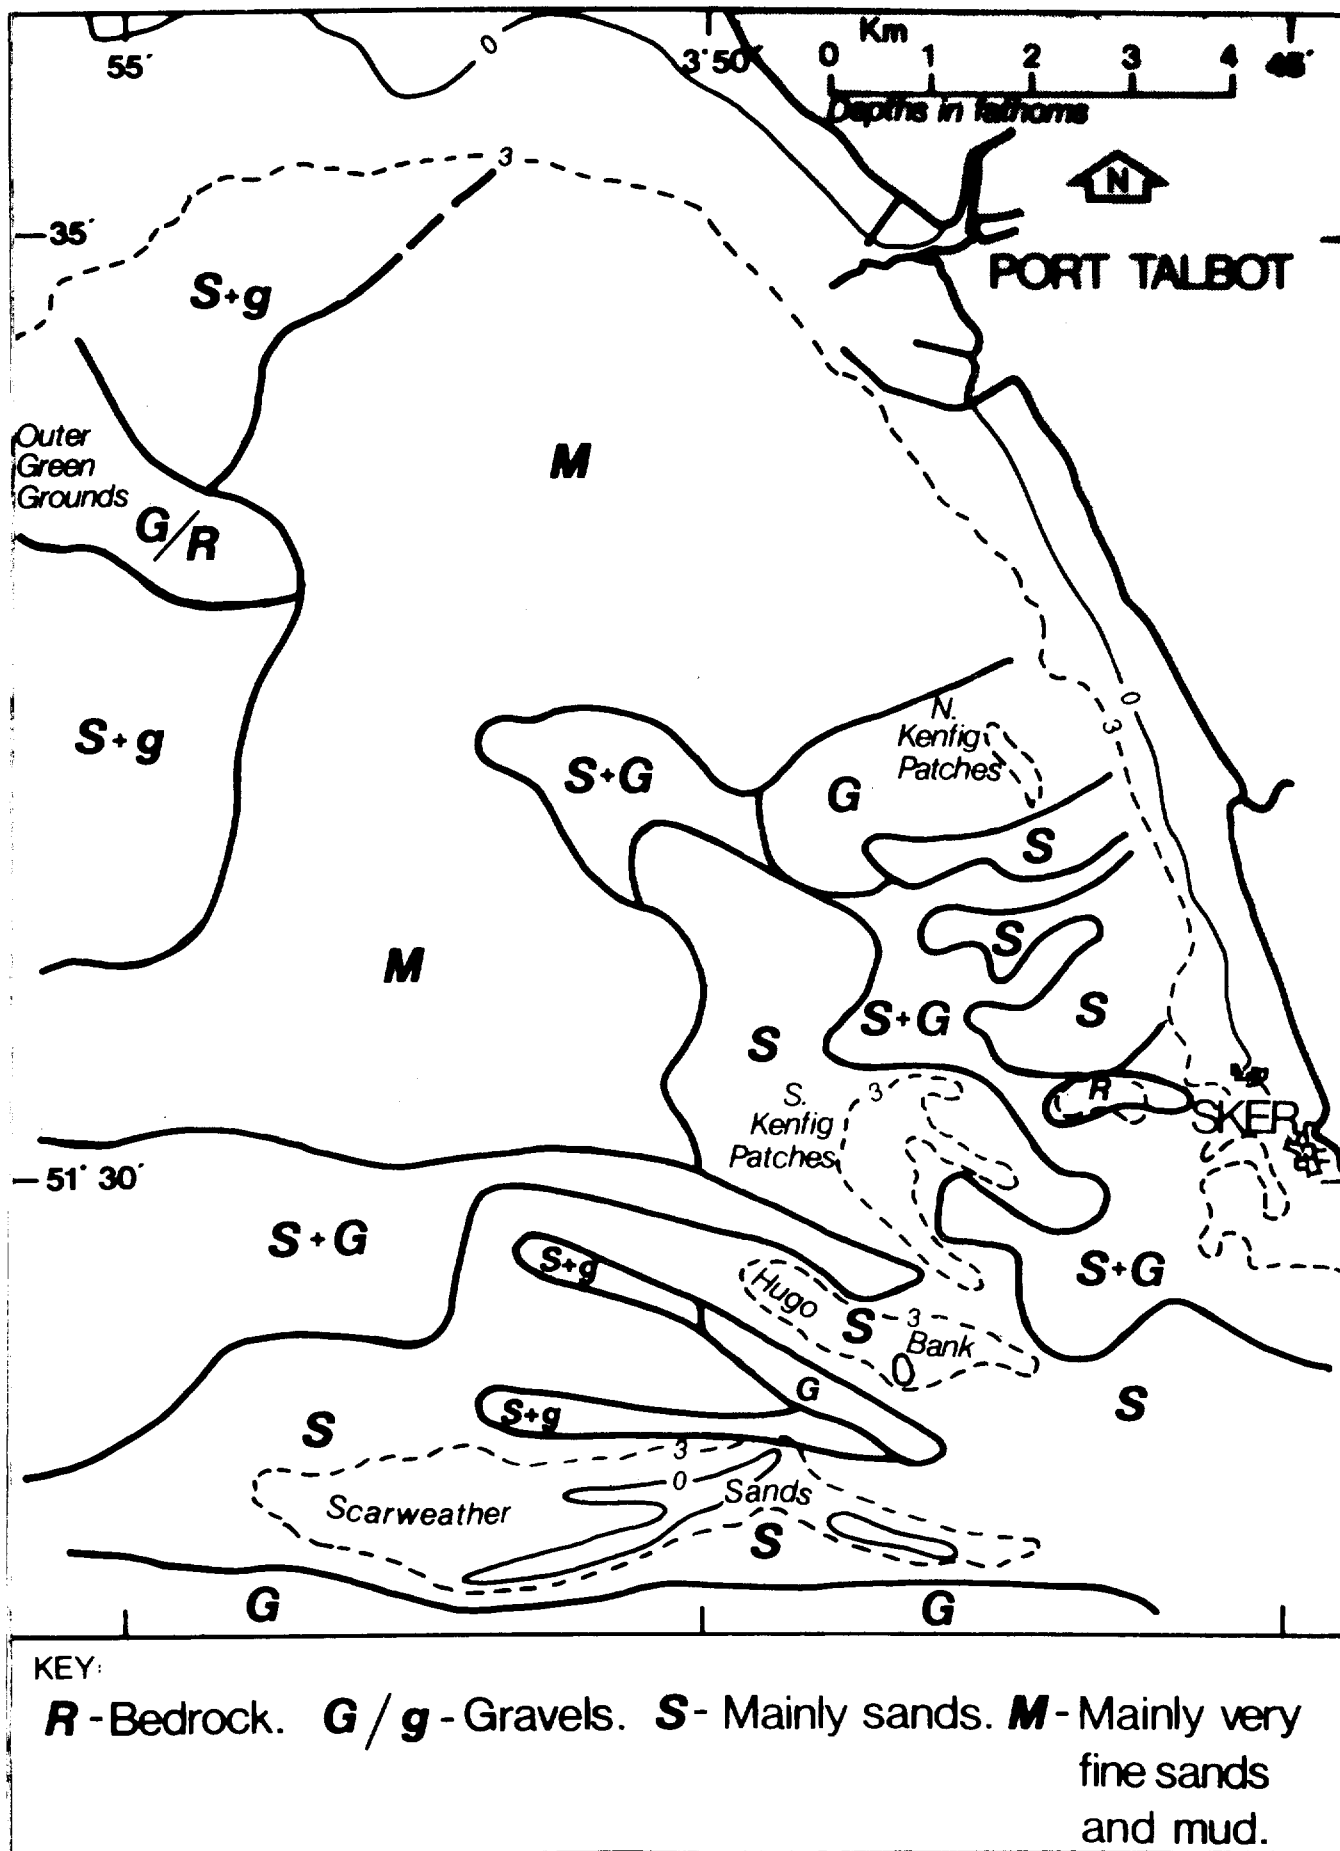 Km
55´
0
3°50´
0 1 2 3 4
45´
Depths in fathoms
3
N
35´
PORT TALBOT
S+g
Outer
Green
Grounds
M
G/R
0
3
N.
Kenfig
Patches
S+g
S+G
G
S
S
M
S+G
S
S
S.
Kenfig
Patches
3
R
SKER
51° 30´
S+G
S+g
Hugo
S
3
Bank
S+G
G
S
S+g
S
3
0
Sands
Scarweather
S
G
G
KEY:
R - Bedrock. G/g - Gravels. S - Mainly sands. M - Mainly very
fine sands
and mud.